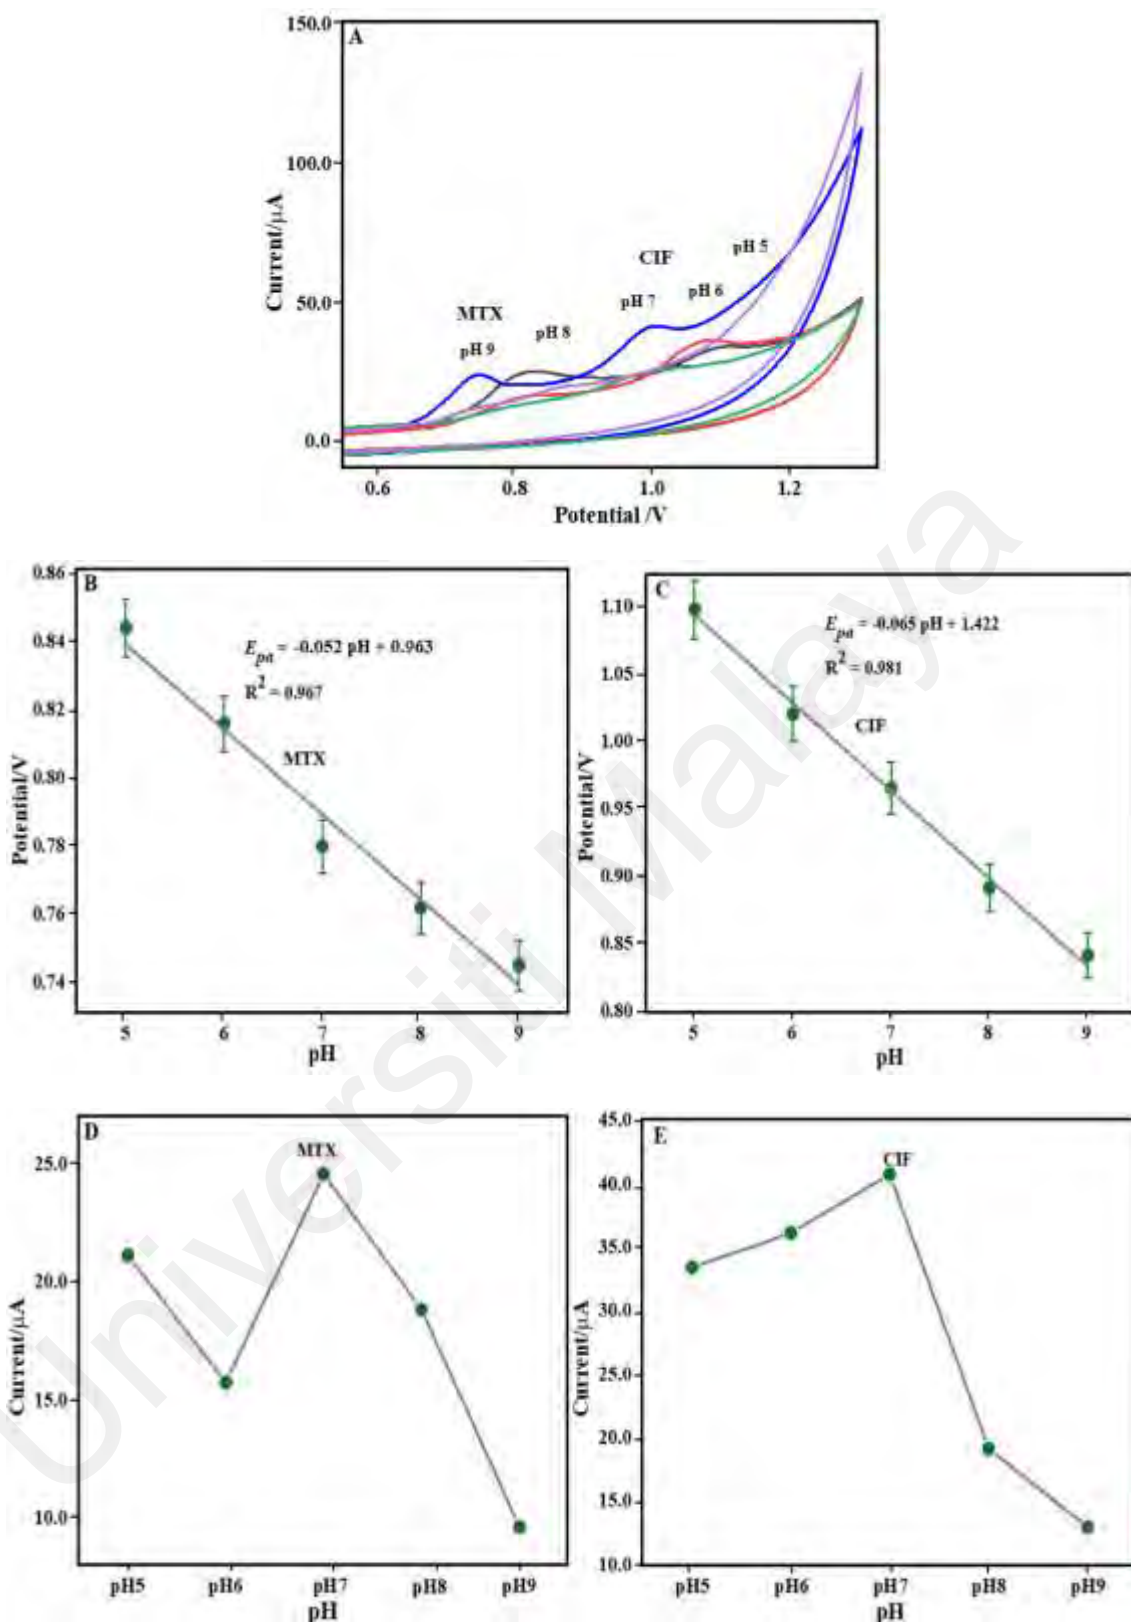 150.0
A
100.0
50.0
0.0
Current/µA
MTX
CIF
pH 9
pH 8
pH 7
pH 6
pH 5
0.6
0.8
1.0
1.2
Potential /V
B
0.86
0.84
0.82
0.80
0.78
0.76
0.74
Potential/V
E_pa = -0.052 pH + 0.963
R² = 0.967
MTX
5
6
7
8
9
pH
C
1.10
1.05
1.00
0.95
0.90
0.85
0.80
Potential/V
E_pa = -0.065 pH + 1.422
R² = 0.981
CIF
5
6
7
8
9
pH
D
25.0
20.0
15.0
10.0
Current/µA
MTX
pH5
pH6
pH7
pH8
pH9
pH
E
45.0
40.0
35.0
30.0
25.0
20.0
15.0
10.0
Current/µA
CIF
pH5
pH6
pH7
pH8
pH9
pH
Universiti Malaya